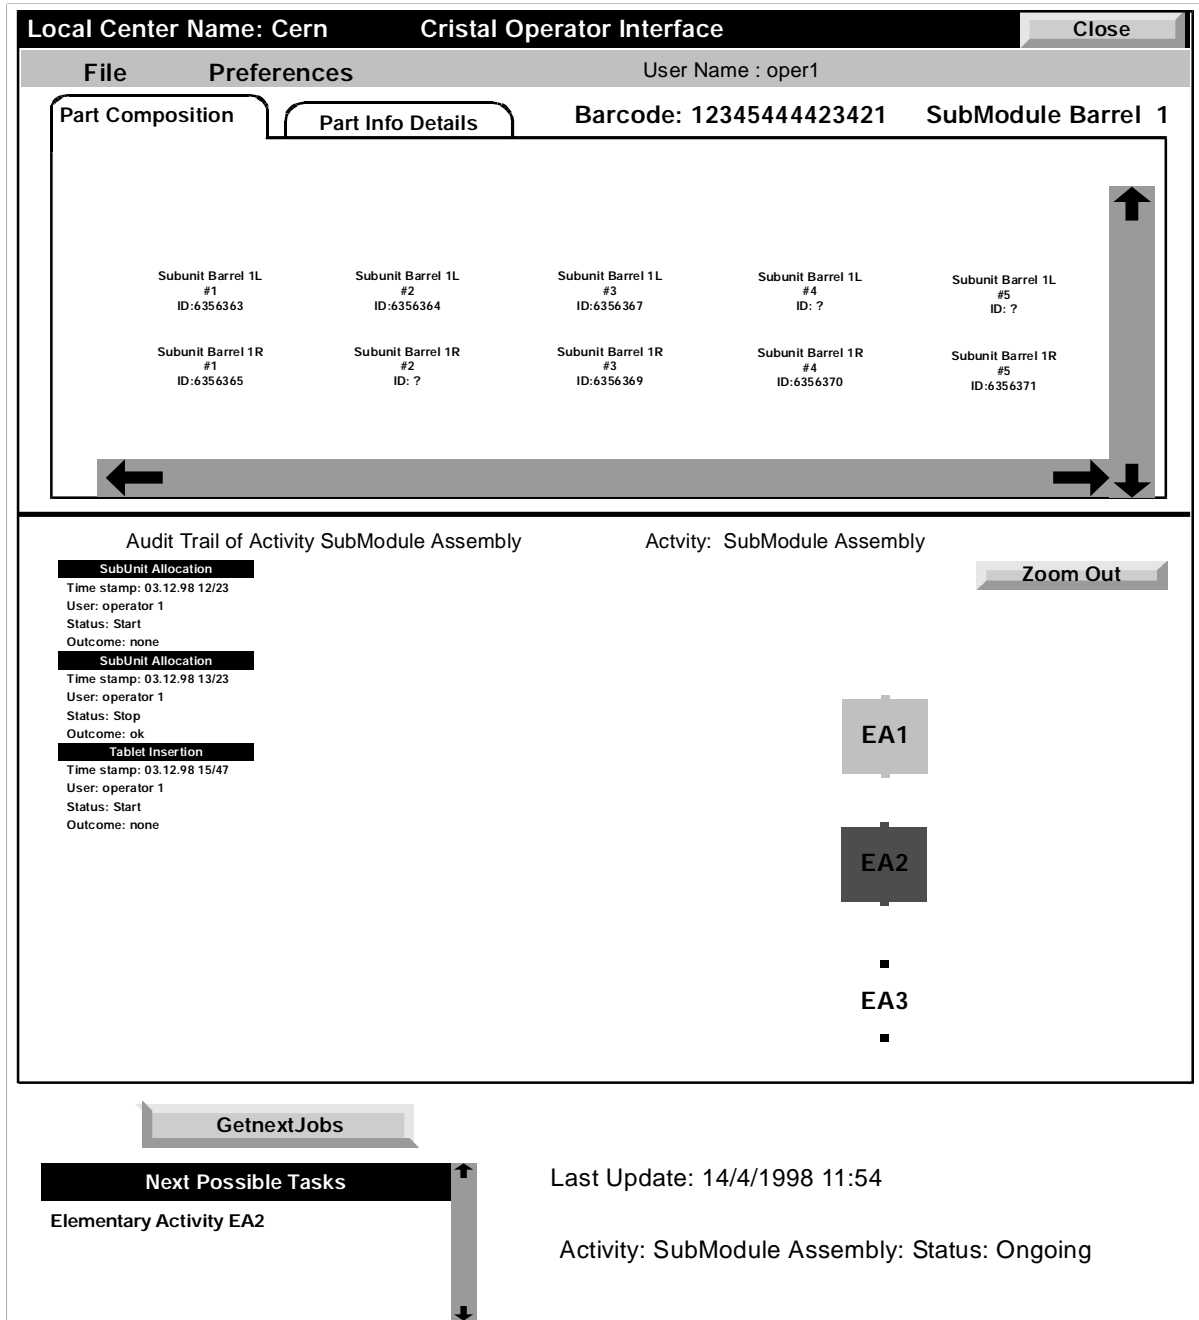 Local Center Name: Cern Cristal Operator Interface Close
File Preferences User Name : oper1
Part Composition Part Info Details Barcode: 12345444423421 SubModule Barrel 1
Subunit Barrel 1L Subunit Barrel 1L Subunit Barrel 1L Subunit Barrel 1L Subunit Barrel 1L
#1 #2 #3 #4 #5
ID:6356363 ID:6356364 ID:6356367 ID: ? ID: ?
Subunit Barrel 1R Subunit Barrel 1R Subunit Barrel 1R Subunit Barrel 1R Subunit Barrel 1R
#1 #2 #3 #4 #5
ID:6356365 ID: ? ID:6356369 ID:6356370 ID:6356371
Audit Trail of Activity SubModule Assembly Actvity: SubModule Assembly
SubUnit Allocation
Zoom Out
Time stamp: 03.12.98 12/23
User: operator 1
Status: Start
Outcome: none
SubUnit Allocation
Time stamp: 03.12.98 13/23
User: operator 1
Status: Stop
Outcome: ok
Tablet Insertion
Time stamp: 03.12.98 15/47
User: operator 1
Status: Start
Outcome: none
EA1
EA2
EA3
GetnextJobs
Next Possible Tasks
Elementary Activity EA2
Last Update: 14/4/1998 11:54
Activity: SubModule Assembly: Status: Ongoing